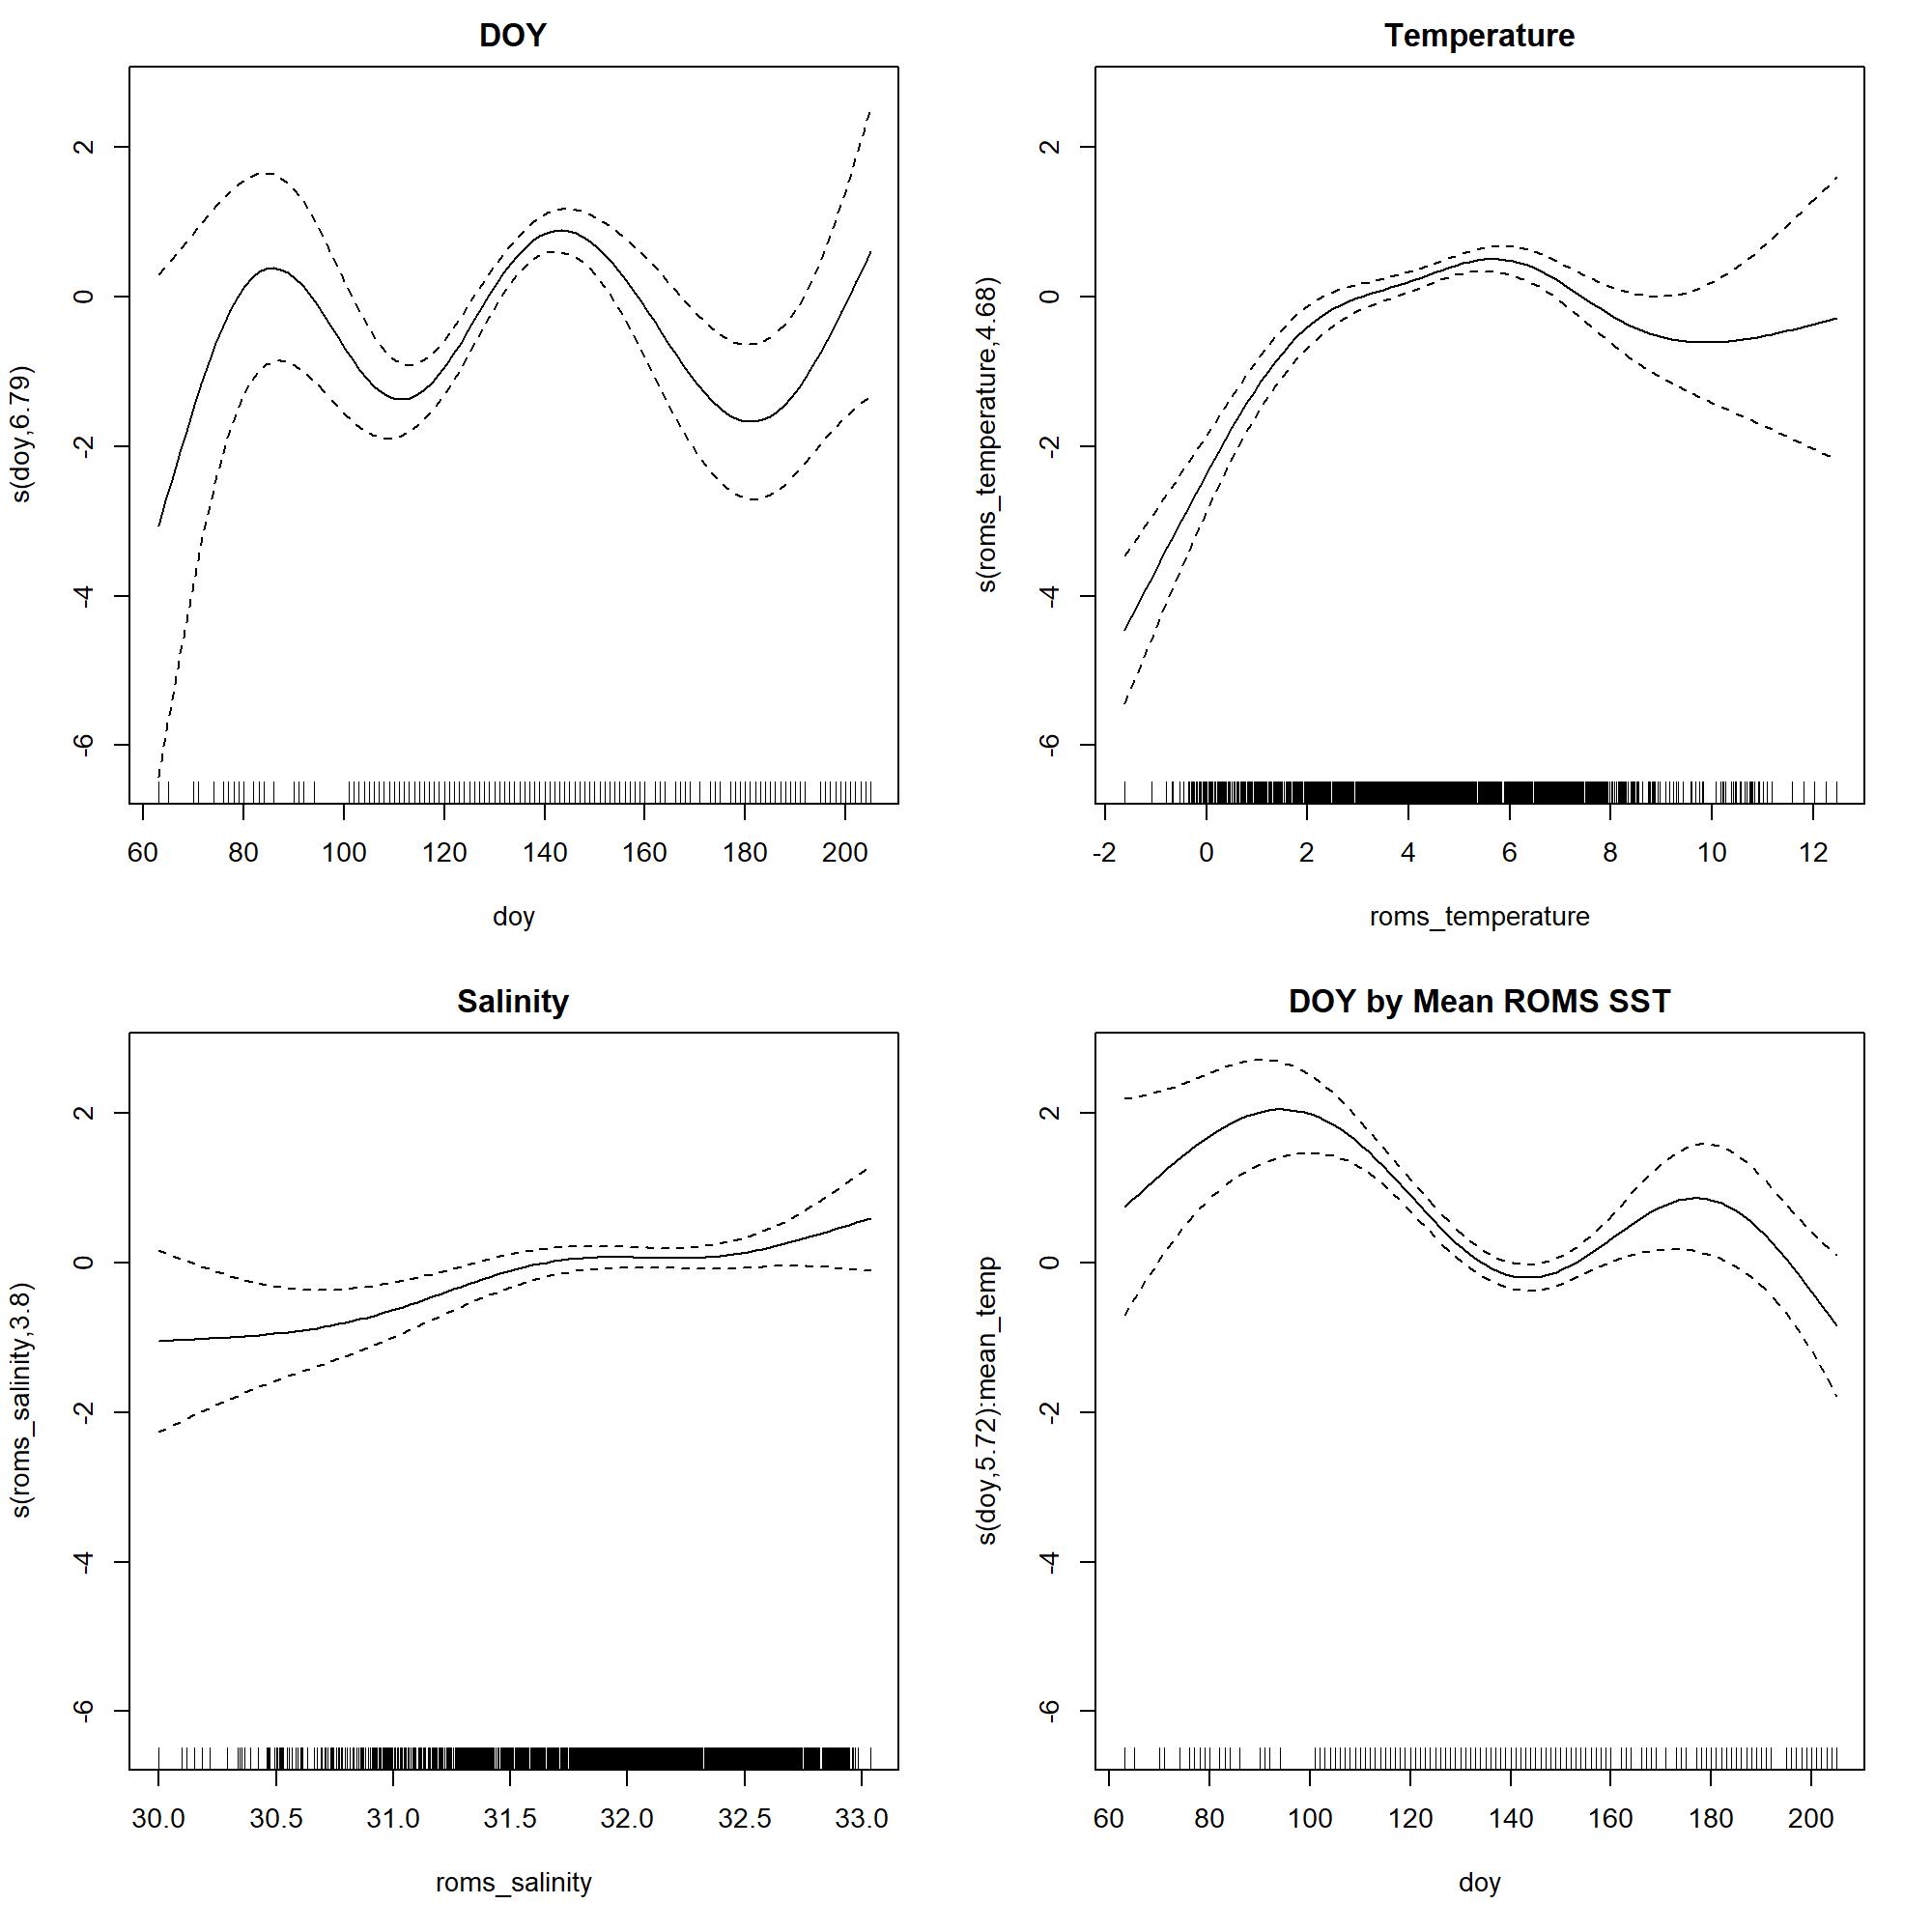 DOY
s(doy,6.79)
2
0
-2
-4
-6
60 80 100 120 140 160 180 200
doy
Temperature
s(roms_temperature,4.68)
2
0
-2
-4
-6
-2 0 2 4 6 8 10 12
roms_temperature
Salinity
s(roms_salinity,3.8)
2
0
-2
-4
-6
30.0 30.5 31.0 31.5 32.0 32.5 33.0
roms_salinity
DOY by Mean ROMS SST
s(doy,5.72):mean_temp
2
0
-2
-4
-6
60 80 100 120 140 160 180 200
doy